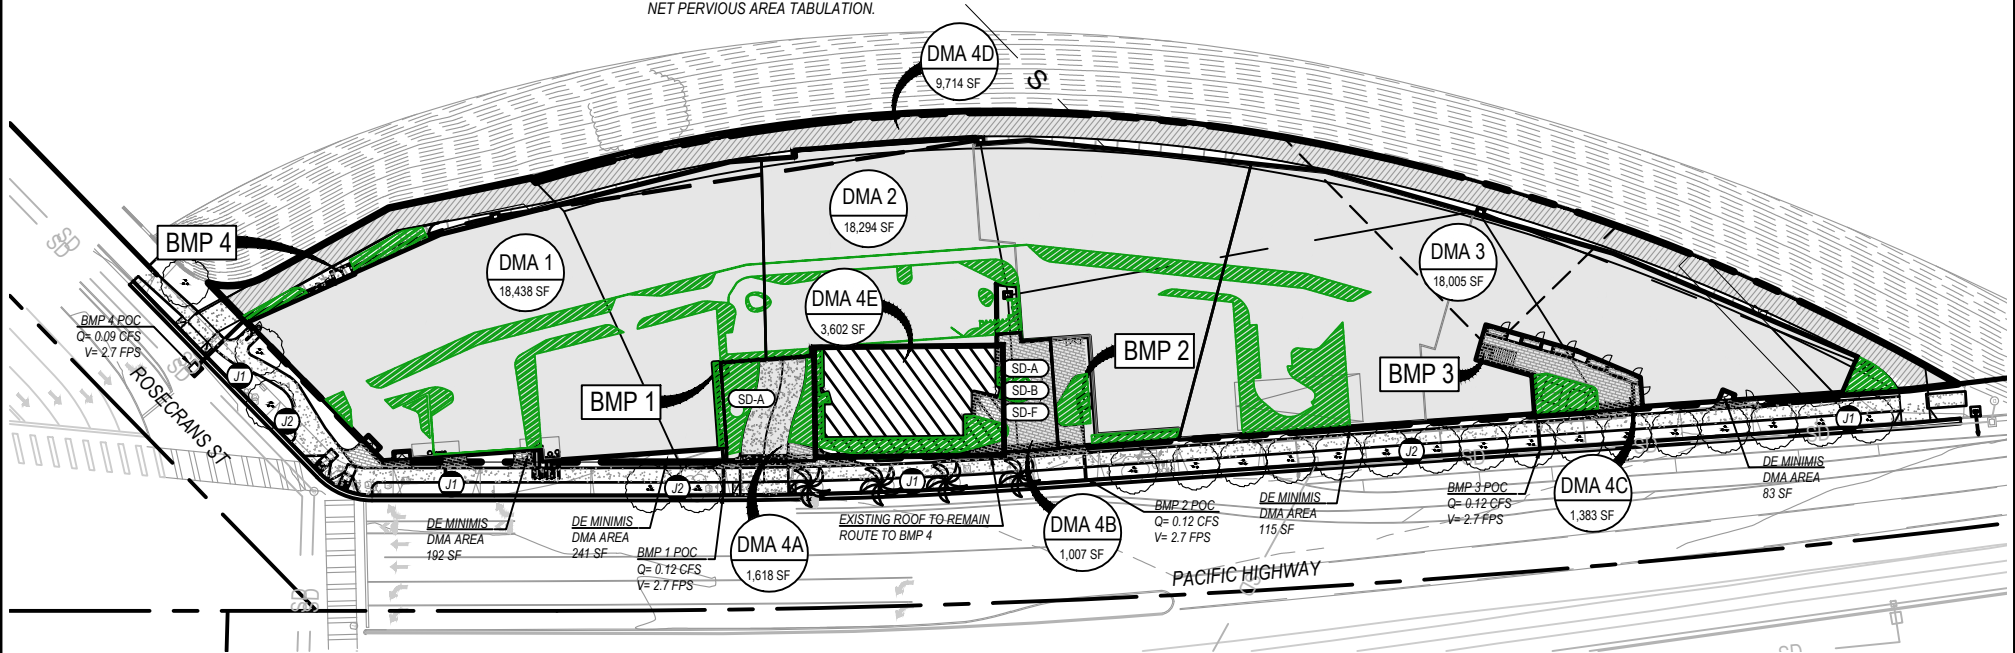 NET PERVIOUS AREA TABULATION.
DMA 4D
9,714 SF
S
DMA 2
18,294 SF
BMP 4
SD
SD
DMA 1
18,438 SF
DMA 3
18,005 SF
DMA 4E
3,602 SF
BMP 4 POC
Q= 0.09 CFS
V= 2.7 FPS
SD
J1
J2
ROSECRANS ST
BMP 1
SD-A
SD-A
SD-B
SD-F
BMP 2
BMP 3
J1
J2
J1
J2
J1
SD
SD
DE MINIMIS
DMA AREA
192 SF
DE MINIMIS
DMA AREA
241 SF
BMP 1 POC
Q= 0.12 CFS
V= 2.7 FPS
DMA 4A
1,618 SF
EXISTING ROOF TO REMAIN
ROUTE TO BMP 4
DMA 4B
1,007 SF
BMP 2 POC
Q= 0.12 CFS
V= 2.7 FPS
DE MINIMIS
DMA AREA
115 SF
BMP 3 POC
Q= 0.12 CFS
V= 2.7 FPS
DMA 4C
1,383 SF
DE MINIMIS
DMA AREA
83 SF
PACIFIC HIGHWAY
SD
SD
SD